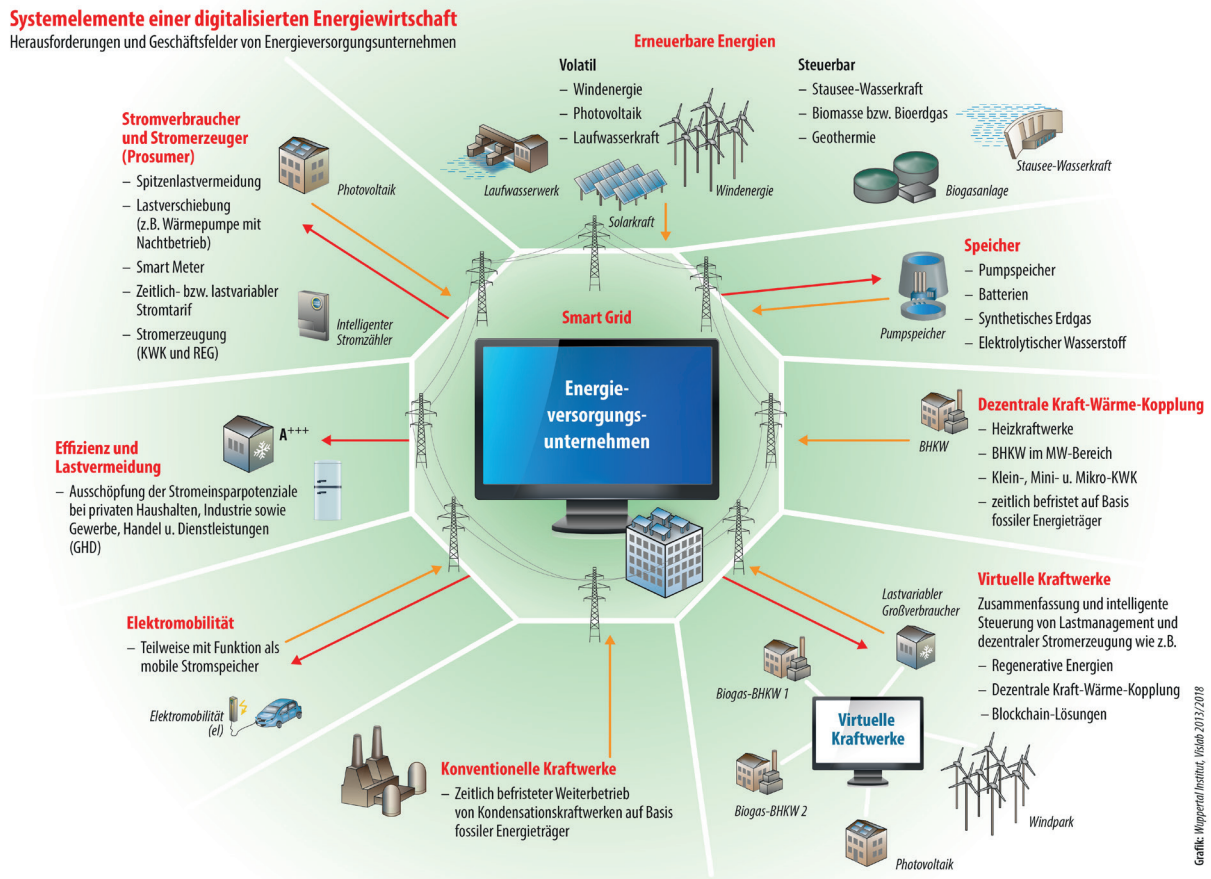 Systemelemente einer digitalisierten Energiewirtschaft
Herausforderungen und Geschäftsfelder von Energieversorgungsunternehmen
Erneuerbare Energien
Volatil
– Windenergie
– Photovoltaik
– Laufwasserkraft
Steuerbar
– Stausee-Wasserkraft
– Biomasse bzw. Bioerdgas
– Geothermie
Laufwasserwerk
Solarkraft
Windenergie
Biogasanlage
Stausee-Wasserkraft
Stromverbraucher
und Stromerzeuger
(Prosumer)
– Spitzenlastvermeidung
– Lastverschiebung
(z.B. Wärmepumpe mit
Nachtbetrieb)
– Smart Meter
– Zeitlich- bzw. lastvariabler
Stromtarif
– Stromerzeugung
(KWK und REG)
Photovoltaik
Intelligenter
Stromzähler
Speicher
– Pumpspeicher
– Batterien
– Synthetisches Erdgas
– Elektrolytischer Wasserstoff
Pumpspeicher
Smart Grid
Energie-
versorgungs-
unternehmen
Dezentrale Kraft-Wärme-Kopplung
– Heizkraftwerke
– BHKW im MW-Bereich
– Klein-, Mini- u. Mikro-KWK
– zeitlich befristet auf Basis
fossiler Energieträger
BHKW
Effizienz und
Lastvermeidung
– Ausschöpfung der Stromeinsparpotenziale
bei privaten Haushalten, Industrie sowie
Gewerbe, Handel u. Dienstleistungen
(GHD)
A+++
Elektromobilität
– Teilweise mit Funktion als
mobile Stromspeicher
Elektromobilität
(el)
Konventionelle Kraftwerke
– Zeitlich befristeter Weiterbetrieb
von Kondensationskraftwerken auf Basis
fossiler Energieträger
Virtuelle Kraftwerke
Zusammenfassung und intelligente
Steuerung von Lastmanagement und
dezentraler Stromerzeugung wie z.B.
– Regenerative Energien
– Dezentrale Kraft-Wärme-Kopplung
– Blockchain-Lösungen
Lastvariabler
Großverbraucher
Biogas-BHKW 1
Virtuelle
Kraftwerke
Biogas-BHKW 2
Windpark
Photovoltaik
Grafik: Wuppertal Institut, Vislab 2013/2018